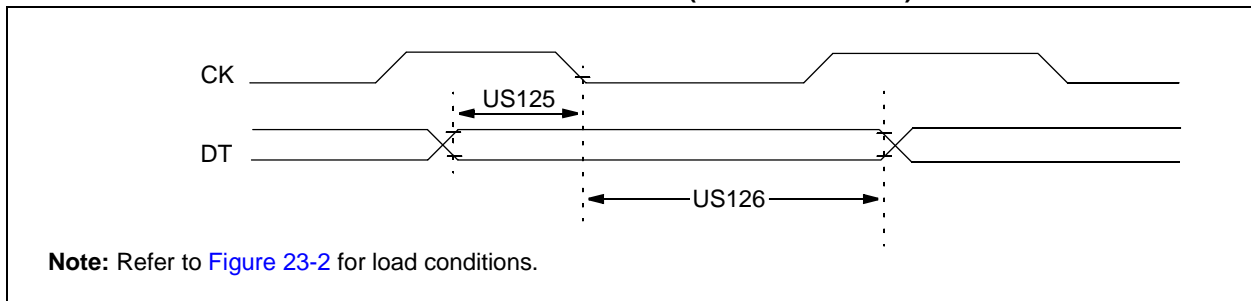 CK
US125
DT
US126
Note: Refer to Figure 23-2 for load conditions.